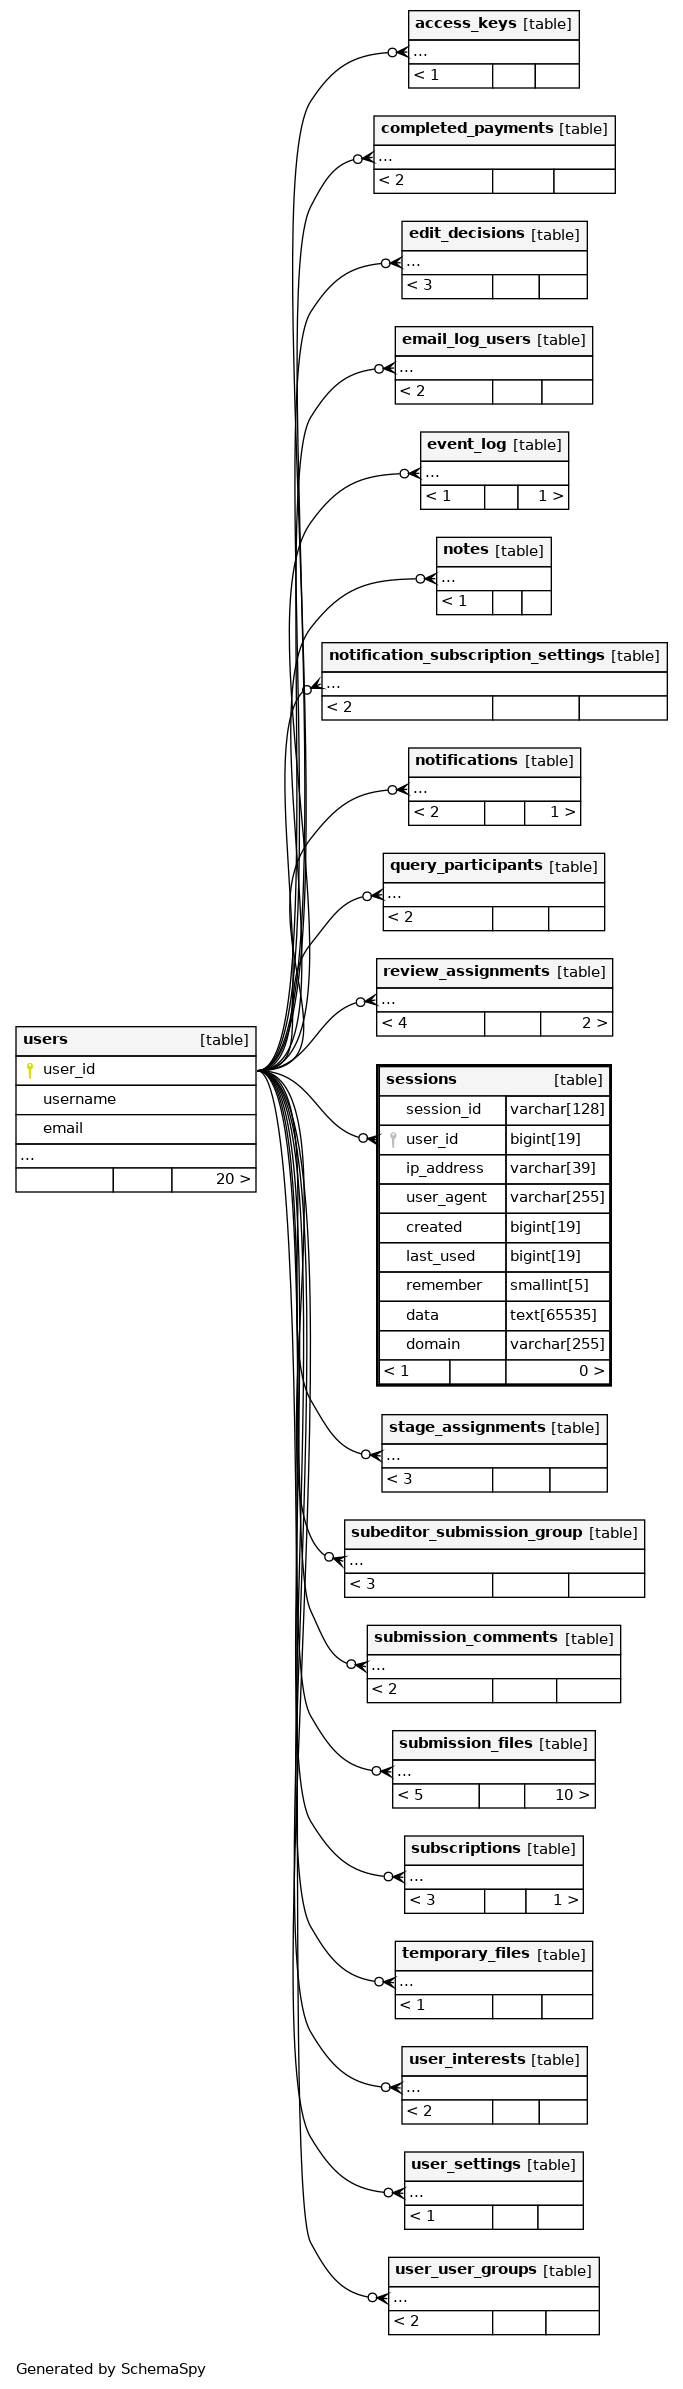 access_keys [table]
...
< 1
completed_payments [table]
...
< 2
edit_decisions [table]
...
< 3
email_log_users [table]
...
< 2
event_log [table]
...
< 1 1 >
notes [table]
...
< 1
notification_subscription_settings [table]
...
< 2
notifications [table]
...
< 2 1 >
query_participants [table]
...
< 2
review_assignments [table]
...
< 4 2 >
users [table]
user_id
username
email
...
20 >
sessions [table]
session_id varchar[128]
user_id bigint[19]
ip_address varchar[39]
user_agent varchar[255]
created bigint[19]
last_used bigint[19]
remember smallint[5]
data text[65535]
domain varchar[255]
< 1 0 >
stage_assignments [table]
...
< 3
subeditor_submission_group [table]
...
< 3
submission_comments [table]
...
< 2
submission_files [table]
...
< 5 10 >
subscriptions [table]
...
< 3 1 >
temporary_files [table]
...
< 1
user_interests [table]
...
< 2
user_settings [table]
...
< 1
user_user_groups [table]
...
< 2
Generated by SchemaSpy